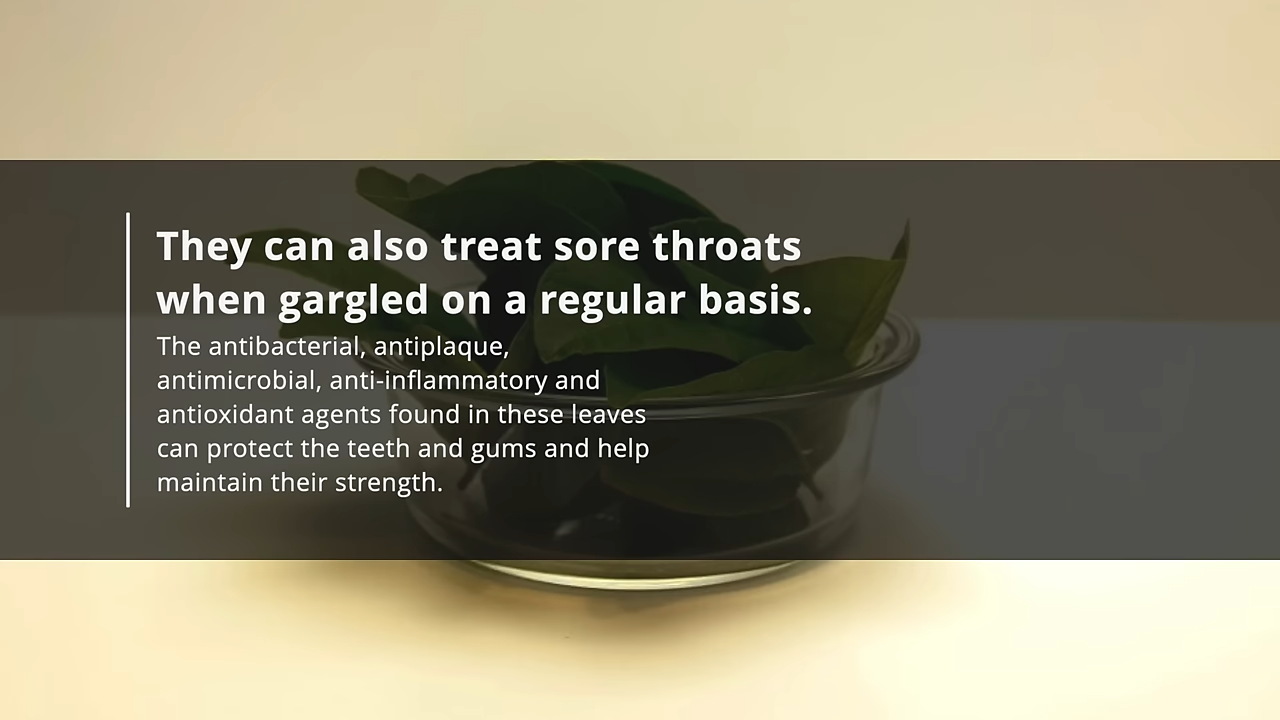 They can also treat sore throats
when gargled on a regular basis.
The antibacterial, antiplaque,
antimicrobial, anti-inflammatory and
antioxidant agents found in these leaves
can protect the teeth and gums and help
maintain their strength.